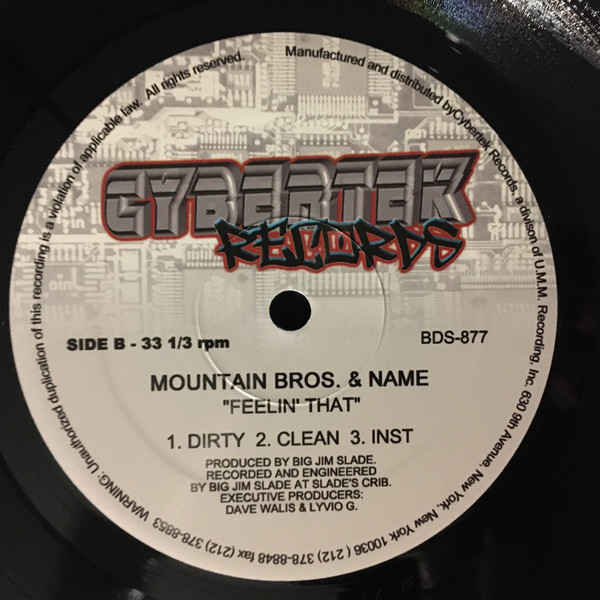 CYBERTEK
RECORDS
SIDE B - 33 1/3 rpm
BDS-877
MOUNTAIN BROS. & NAME
"FEELIN' THAT"
1. DIRTY 2. CLEAN 3. INST
PRODUCED BY BIG JIM SLADE.
RECORDED AND ENGINEERED
BY BIG JIM SLADE AT SLADE'S CRIB.
EXECUTIVE PRODUCERS:
DAVE WALIS & LYVIO G.
Manufactured and distributed byCybertek Records, a division of U.M.M. Recording, Inc. 630 9th Avenue, New York, New York 10036 ( 212) 378-8848 fax (212) 378-8853 WARNING: Unauthorized duplication of this recording is a violation of applicable law. All rights reserved.